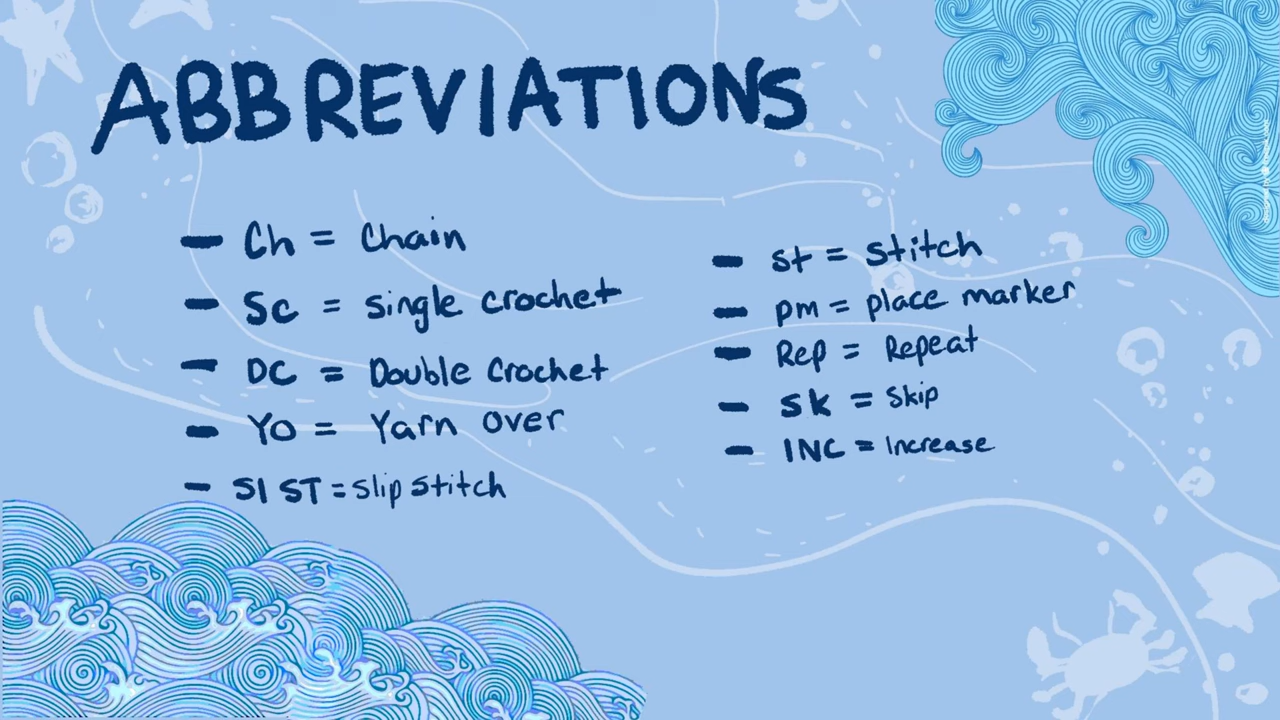 ABBREVIATIONS
- Ch = Chain
- Sc = Single crochet
- DC = Double Crochet
- Yo = Yarn over
- Sl ST = Slip stitch
- St = Stitch
- pm = place marker
- Rep = Repeat
- SK = Skip
- INC = Increase